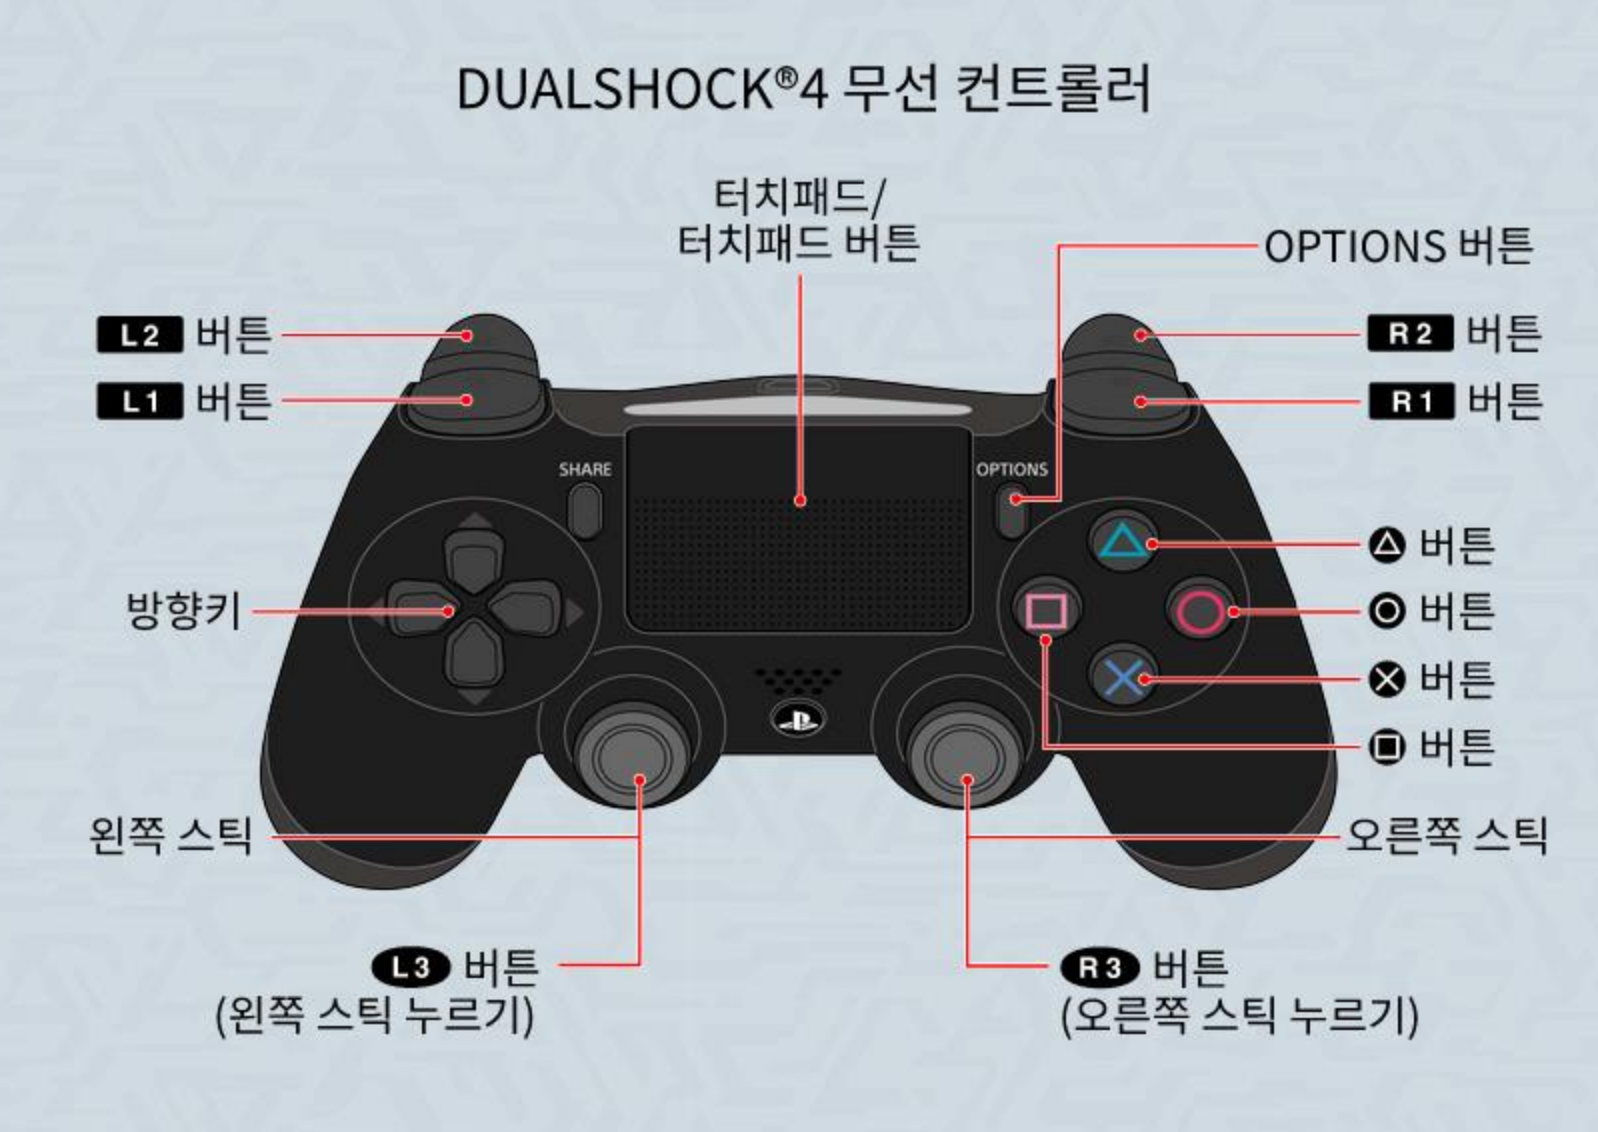 DUALSHOCK®4 무선 컨트롤러
터치패드/
터치패드 버튼
OPTIONS 버튼
L2 버튼
R2 버튼
L1 버튼
R1 버튼
SHARE
OPTIONS
△ 버튼
방향키
○ 버튼
✕ 버튼
□ 버튼
왼쪽 스틱
오른쪽 스틱
L3 버튼
(왼쪽 스틱 누르기)
R3 버튼
(오른쪽 스틱 누르기)